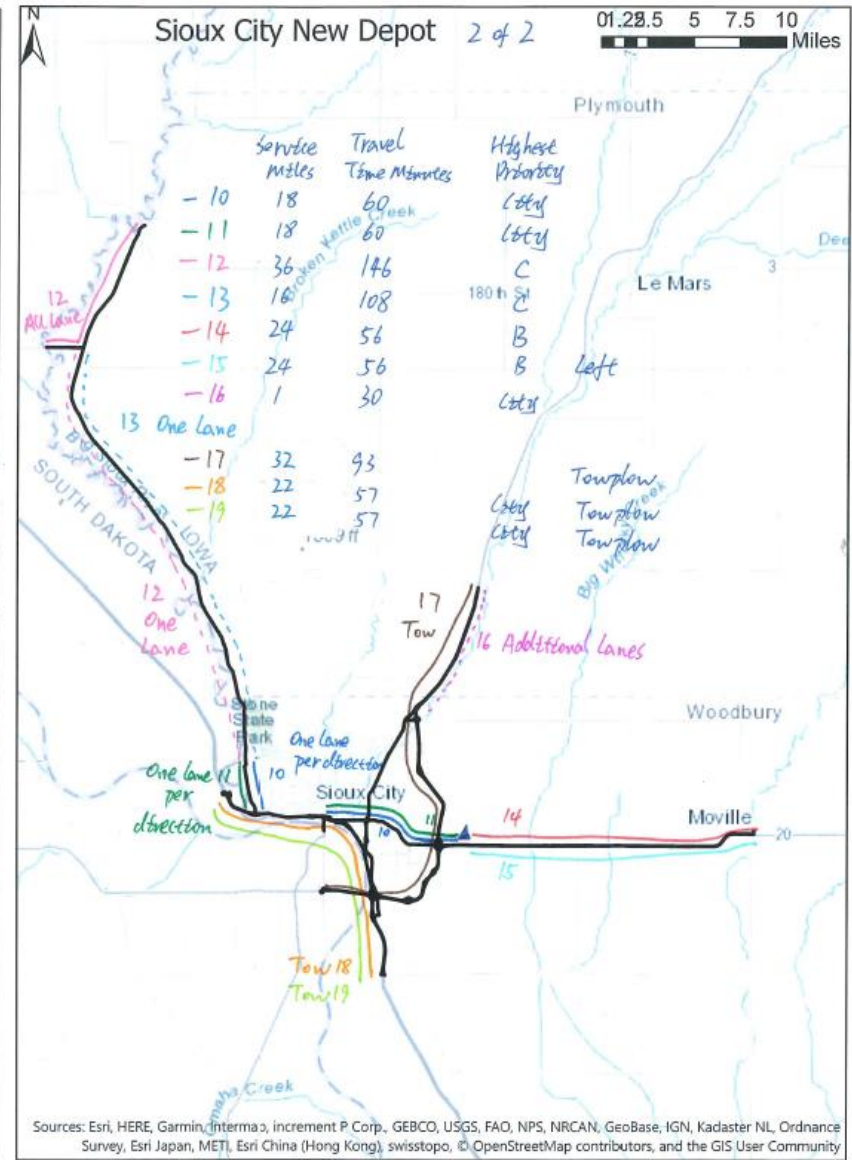 N
Sioux City New Depot 2 of 2
0 1.25 2.5 5 7.5 10
Miles
Plymouth
Service Miles Travel Time Minutes Highest Priority
- 10 18 60 City
- 11 18 60 City
- 12 36 146 C
- 13 16 108 C
- 14 24 56 B
- 15 24 56 B Left
- 16 1 30 City
13 One Lane
- 17 32 93 Towplow
- 18 22 57 City Towplow
- 19 22 57 City Towplow
Broken Kettle Creek
180th St
3
Le Mars
12
All Lane
SOUTH DAKOTA
IOWA
12
One
Lane
17
Tow
16 Additional Lanes
Stone
State
Park
Woodbury
One Lane
per direction
One lane 11
per
direction
10
Sioux City
11
10
14
Moville
20
15
Tow 18
Tow 19
Sources: Esri, HERE, Garmin, Intermap, increment P Corp., GEBCO, USGS, FAO, NPS, NRCAN, GeoBase, IGN, Kadaster NL, Ordnance
Survey, Esri Japan, METI, Esri China (Hong Kong), swisstopo, © OpenStreetMap contributors, and the GIS User Community